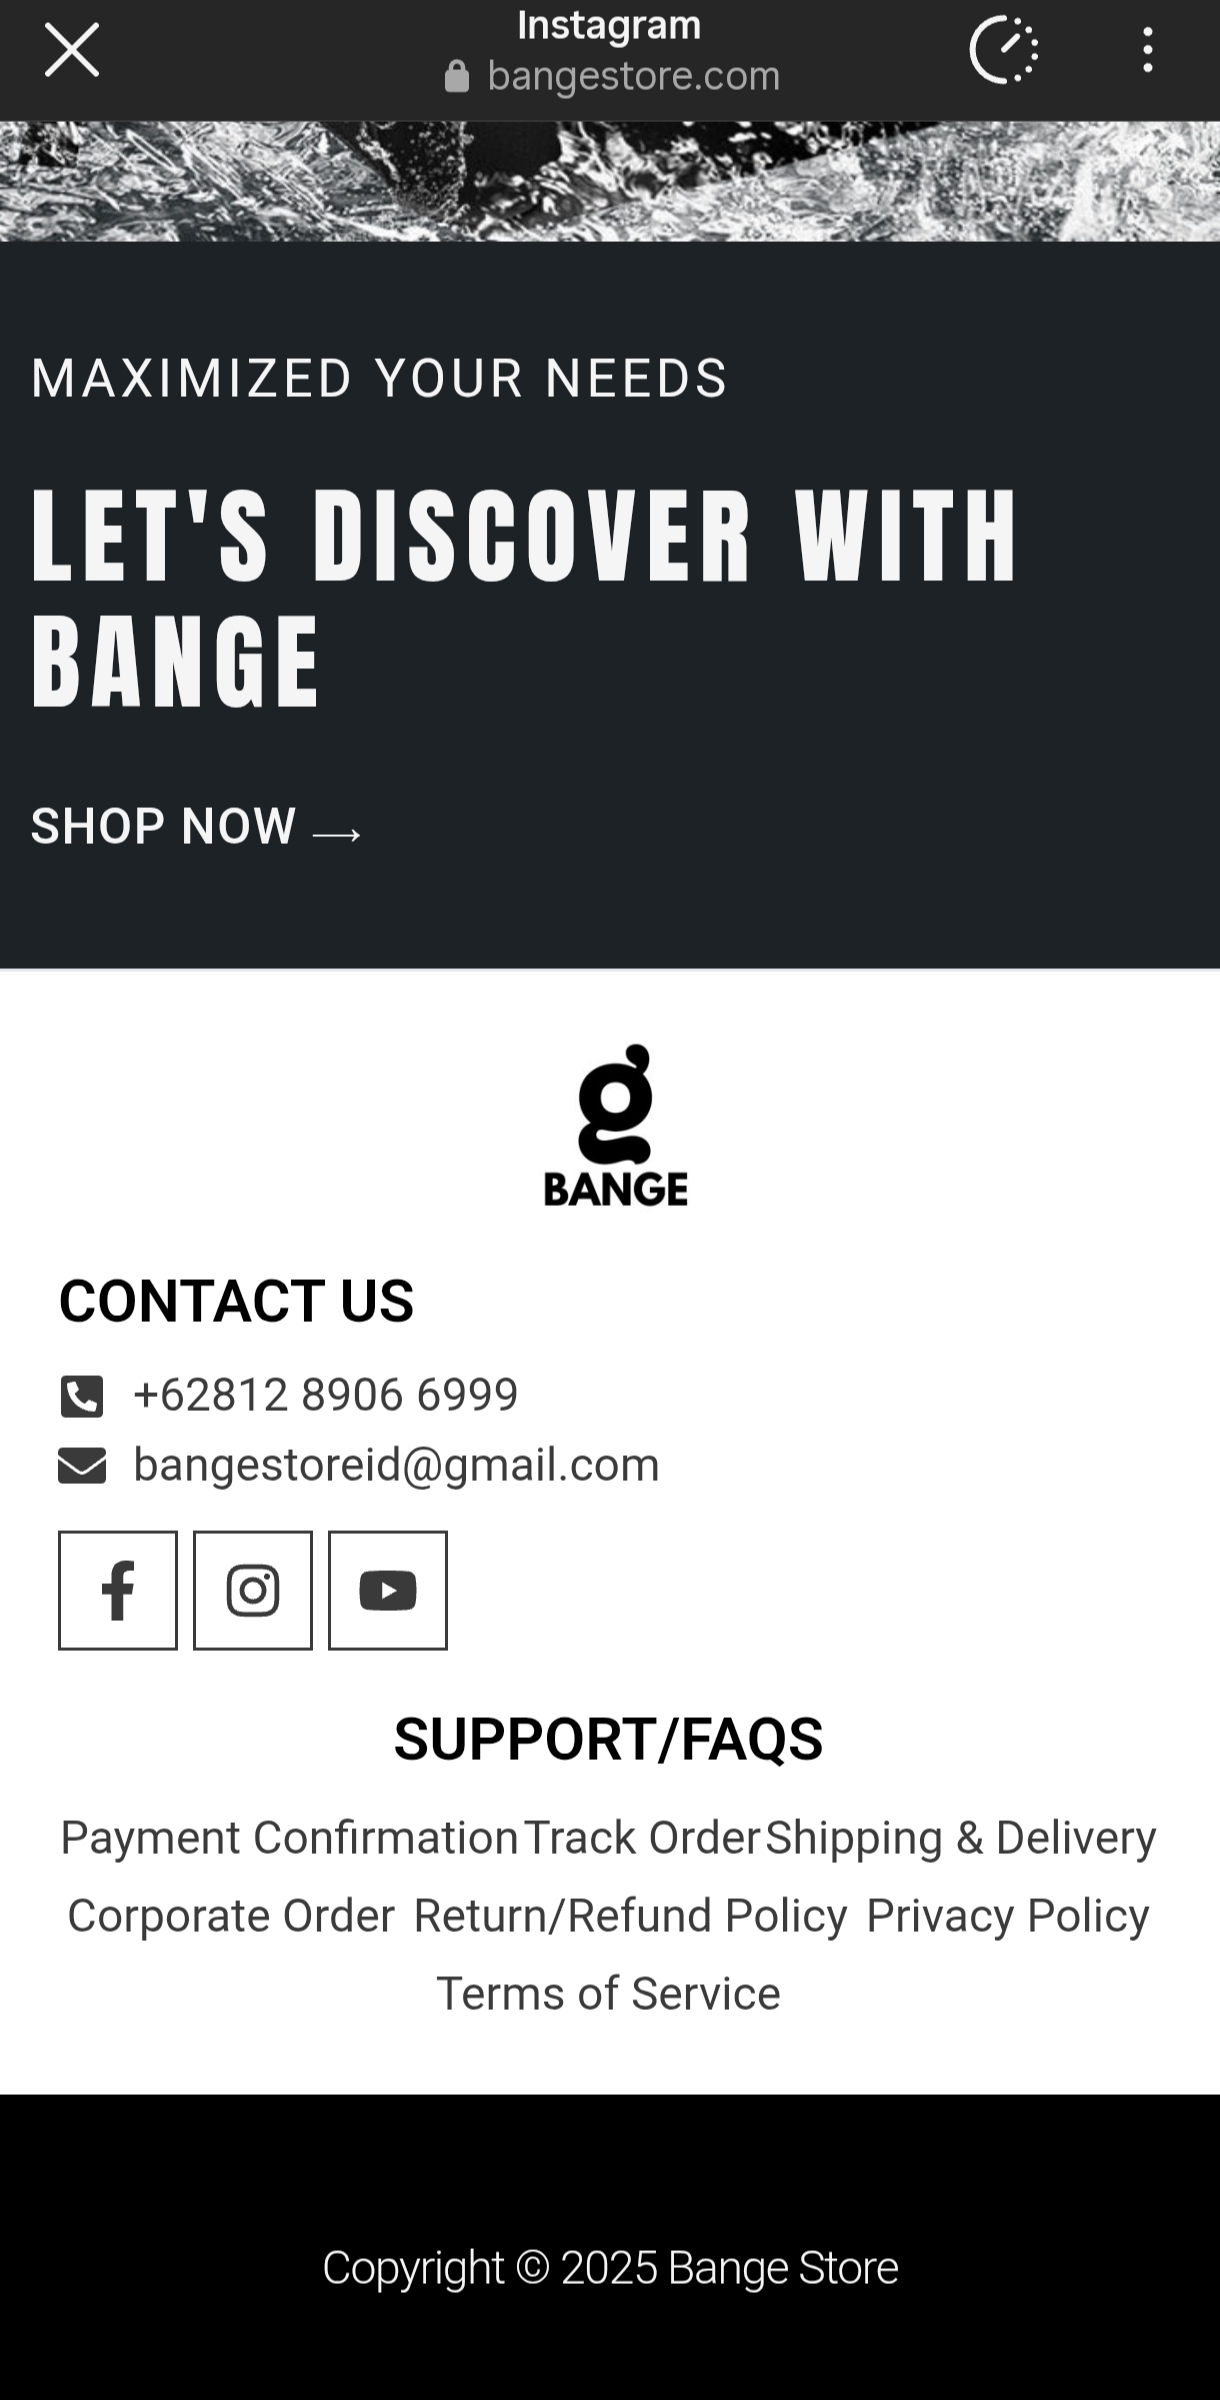 Instagram
bangestore.com
MAXIMIZED YOUR NEEDS
LET'S DISCOVER WITH
BANGE
SHOP NOW →
g
BANGE
CONTACT US
+62812 8906 6999
bangestoreid@gmail.com
SUPPORT/FAQS
Payment Confirmation Track Order Shipping & Delivery
Corporate Order Return/Refund Policy Privacy Policy
Terms of Service
Copyright © 2025 Bange Store